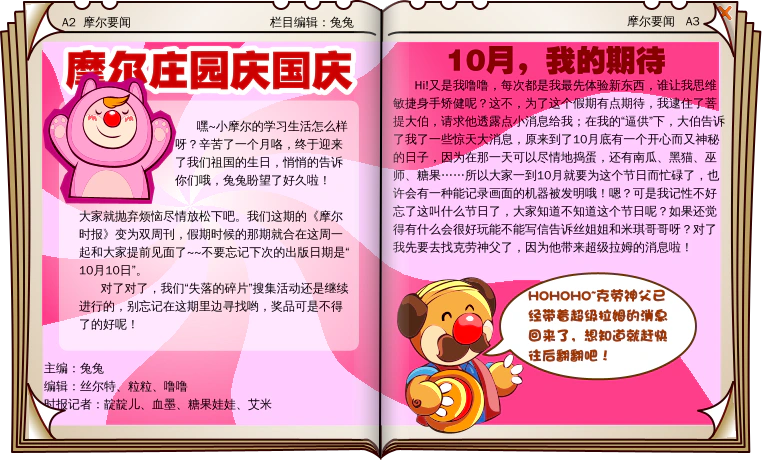 A2 摩尔要闻
栏目编辑：兔兔
摩尔庄园庆国庆
嘿~小摩尔的学习生活怎么样
呀？辛苦了一个月咯，终于迎来
了我们祖国的生日，悄悄的告诉
你们哦，兔兔盼望了好久啦！
大家就抛弃烦恼尽情放松下吧。我们这期的《摩尔
时报》变为双周刊，假期时候的那期就合在这周一
起和大家提前见面了~~不要忘记下次的出版日期是“
10月10日”。
对了对了，我们“失落的碎片”搜集活动还是继续
进行的，别忘记在这期里边寻找哟，奖品可是不得
了的好呢！
主编：兔兔
编辑：丝尔特、粒粒、噜噜
时报记者：靛靛儿、血墨、糖果娃娃、艾米
摩尔要闻 A3
10月，我的期待
Hi!又是我噜噜，每次都是我最先体验新东西，谁让我思维
敏捷身手矫健呢？这不，为了这个假期有点期待，我逮住了菩
提大伯，请求他透露点小消息给我；在我的“逼供”下，大伯告诉
了我了一些惊天大消息，原来到了10月底有一个开心而又神秘
的日子，因为在那一天可以尽情地捣蛋，还有南瓜、黑猫、巫
师、糖果……所以大家一到10月就要为这个节日而忙碌了，也
许会有一种能记录画面的机器被发明哦！嗯？可是我记性不好
忘了这叫什么节日了，大家知道不知道这个节日呢？如果还觉
得有什么会很好玩能不能写信告诉丝姐姐和米琪哥哥呀？对了
我先要去找克劳神父了，因为他带来超级拉姆的消息啦！
HOHOHO~克劳神父已
经带着超级拉姆的消息
回来了，想知道就赶快
往后翻翻吧！